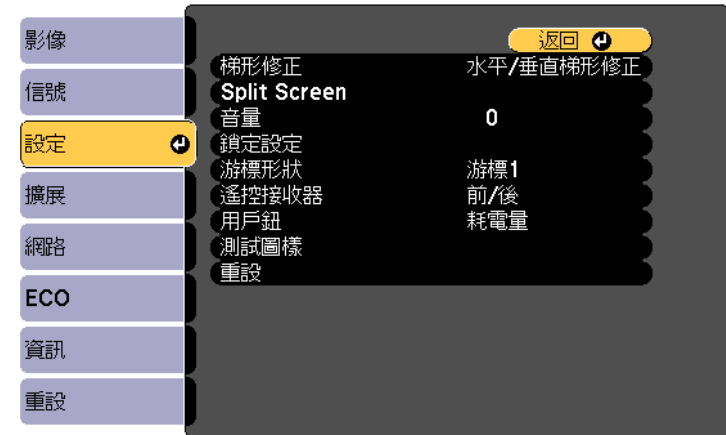 影像
信號
設定
擴展
網路
ECO
資訊
重設
返回
梯形修正 水平/垂直梯形修正
Split Screen
音量 0
鎖定設定
游標形狀 游標1
遙控接收器 前/後
用戶鈕 耗電量
測試圖樣
重設